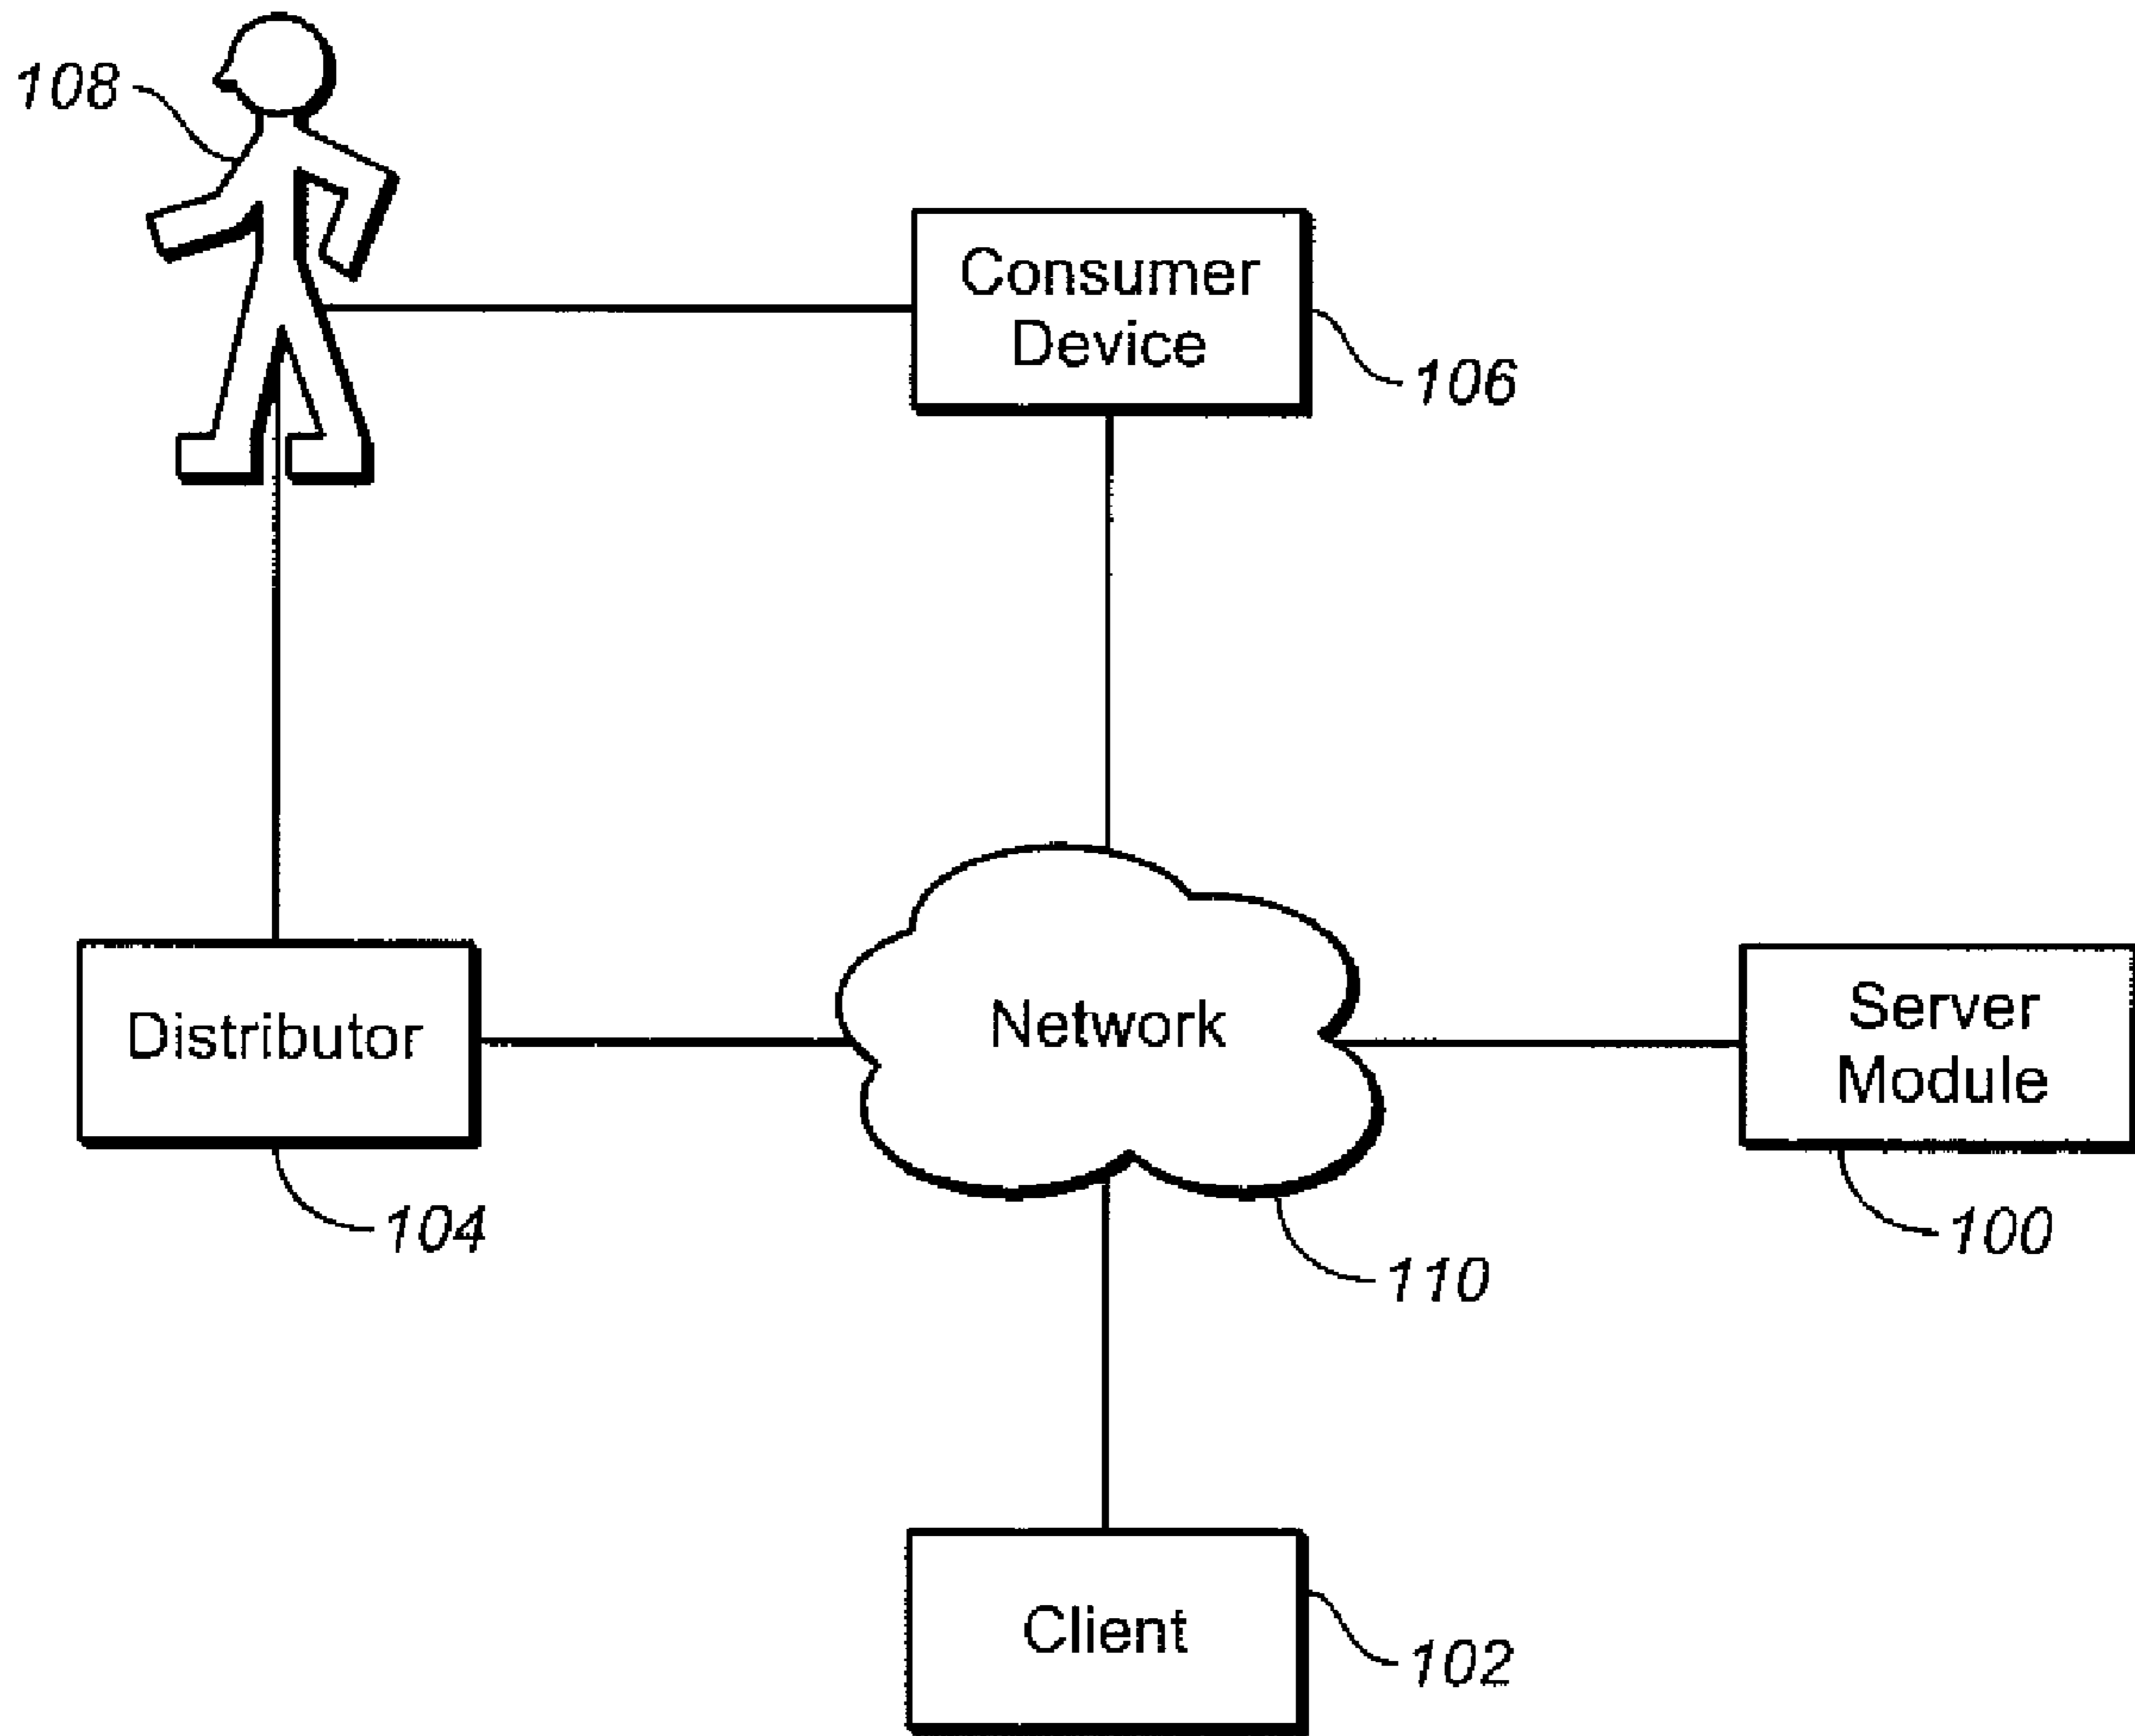 108
Consumer
Device
106
Distributor
Network
Server
Module
104
110
100
Client
102